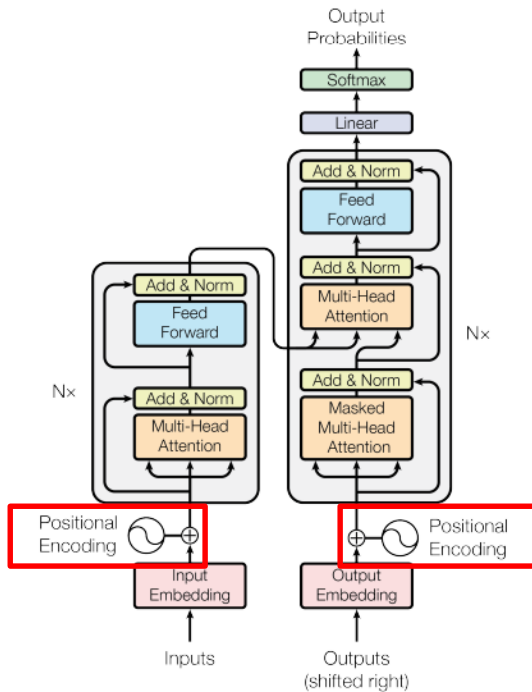 Output
Probabilities
Softmax
Linear
Add & Norm
Feed
Forward
Add & Norm
Multi-Head
Attention
Add & Norm
Masked
Multi-Head
Attention
Nx
Add & Norm
Feed
Forward
Add & Norm
Multi-Head
Attention
Nx
Positional
Encoding
Positional
Encoding
Input
Embedding
Output
Embedding
Inputs
Outputs
(shifted right)